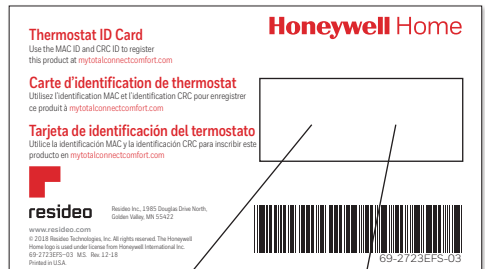 Honeywell Home
Thermostat ID Card
Use the MAC ID and CRC ID to register
this product at mytotalconnectcomfort.com
Carte d'identification de thermostat
Utilisez l'identification MAC et l'identification CRC pour enregistrer
ce produit à mytotalconnectcomfort.com
Tarjeta de identificación del termostato
Utilice la identificación MAC y la identificación CRC para inscribir este
producto en mytotalconnectcomfort.com
resideo
Resideo Inc., 1985 Douglas Drive North,
Golden Valley, MN 55422
www.resideo.com
© 2018 Resideo Technologies, Inc. All rights reserved. The Honeywell
Home logo is used under license from Honeywell International Inc.
69-2723EFS-03 M.S. Rev. 12-18
Printed in U.S.A.
69-2723EFS-03